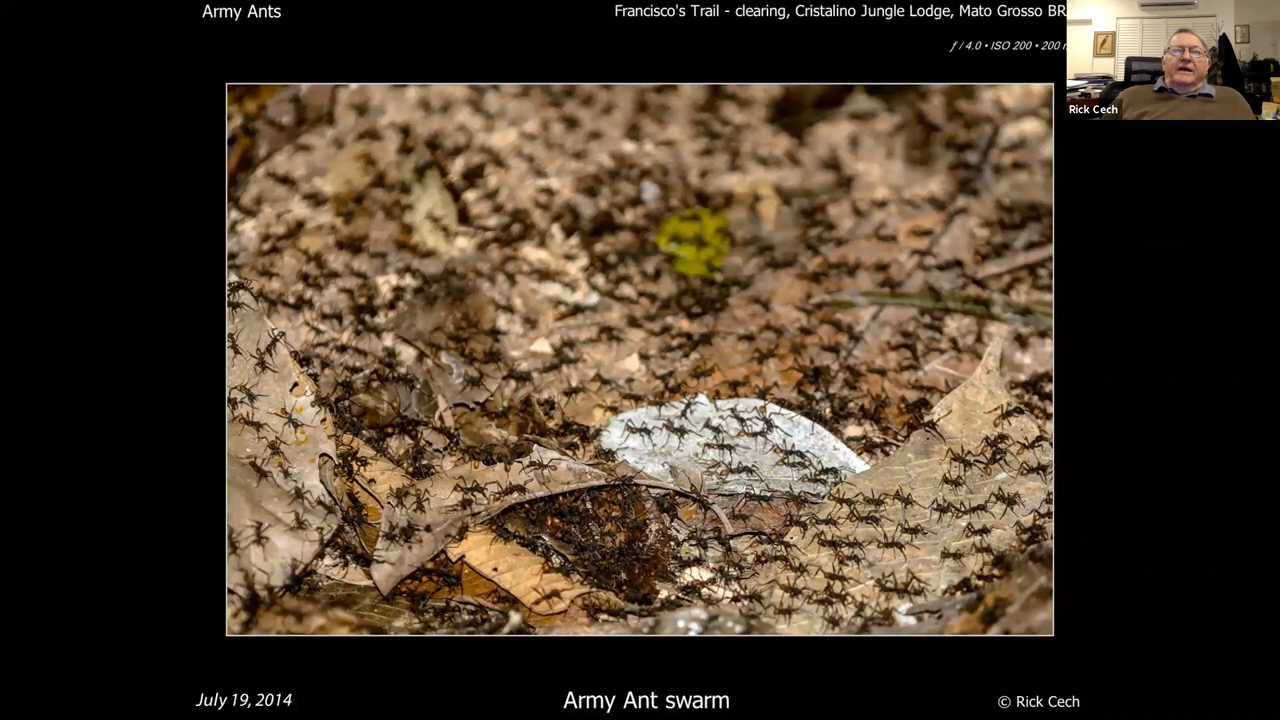 Army Ants
Francisco's Trail - clearing, Cristalino Jungle Lodge, Mato Grosso BR
ƒ / 4.0 • ISO 200 • 200
Rick Cech
July 19, 2014
Army Ant swarm
© Rick Cech